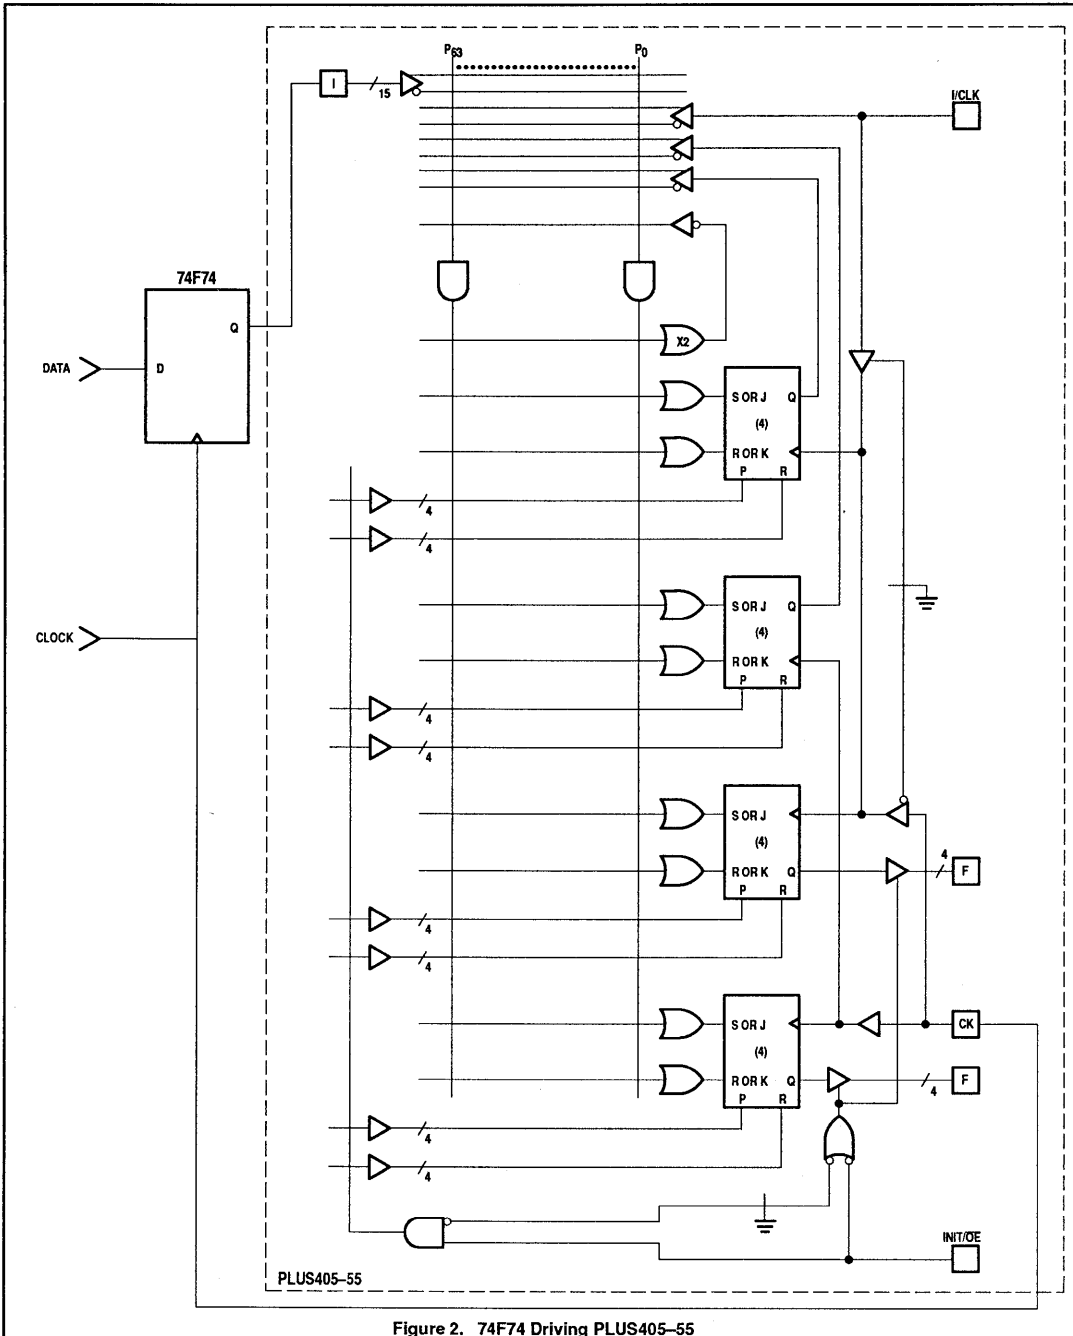 P63 P0
I 15
I/CLK
74F74
Q
DATA D
X2
S OR J Q
(4)
R OR K
P R
4
4
CLOCK
S OR J Q
(4)
R OR K
P R
4
4
S OR J
(4)
R OR K Q
4
F
P R
4
4
S OR J
CK
(4)
R OR K Q
4
F
P R
4
4
INIT/OE
PLUS405–55
Figure 2. 74F74 Driving PLUS405–55